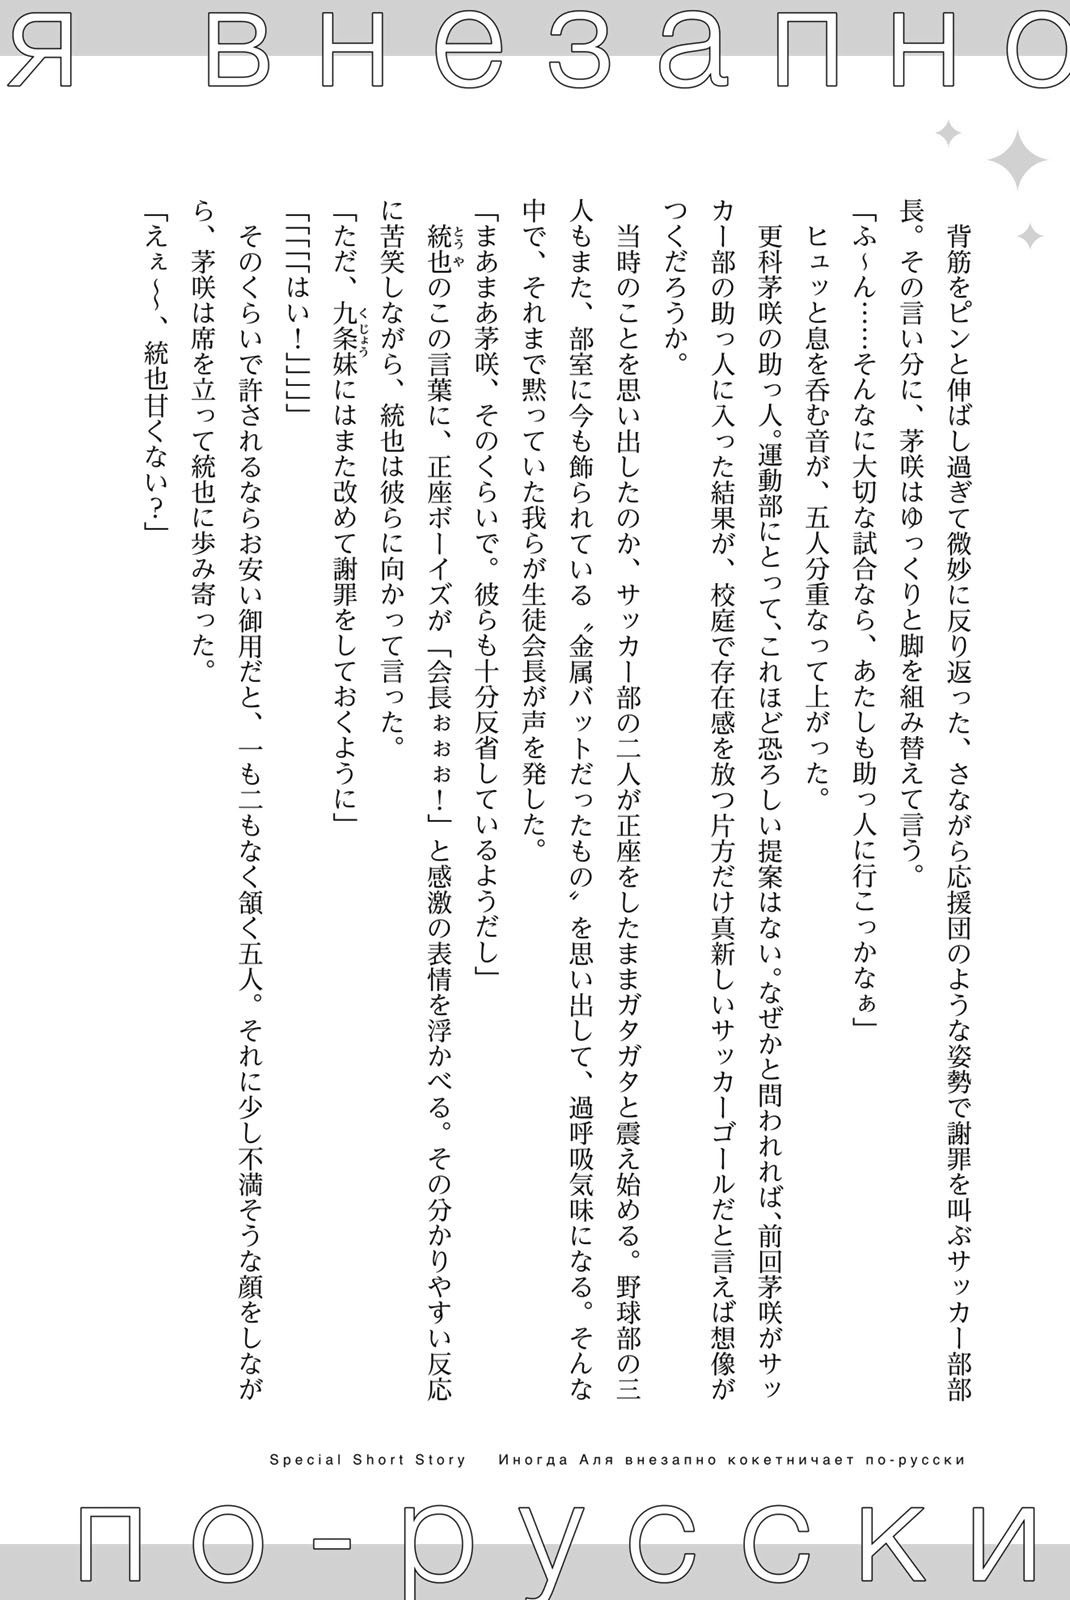 я внезапно
背筋をピンと伸ばし過ぎて微妙に反り返った、さながら応援団のような姿勢で謝罪を叫ぶサッカー部部
長。その言い分に、茅咲はゆっくりと脚を組み替えて言う。
「ふ〜ん……そんなに大切な試合なら、あたしも助っ人に行こっかなぁ」
ヒュッと息を呑む音が、五人分重なって上がった。
更科茅咲の助っ人。運動部にとって、これほど恐ろしい提案はない。なぜかと問われれば、前回茅咲がサッ
カー部の助っ人に入った結果が、校庭で存在感を放つ片方だけ真新しいサッカーゴールだと言えば想像が
つくだろうか。
当時のことを思い出したのか、サッカー部の二人が正座をしたままガタガタと震え始める。野球部の三
人もまた、部室に今も飾られている〝金属バットだったもの〟を思い出して、過呼吸気味になる。そんな
中で、それまで黙っていた我らが生徒会長が声を発した。
「まあまあ茅咲、そのくらいで。彼らも十分反省しているようだし」
統也のこの言葉に、正座ボーイズが「会長ぉぉぉ！」と感激の表情を浮かべる。その分かりやすい反応
に苦笑しながら、統也は彼らに向かって言った。
「ただ、九条妹にはまた改めて謝罪をしておくように」
「「「「「はい！」」」」」
そのくらいで許されるならお安い御用だと、一も二もなく頷く五人。それに少し不満そうな顔をしなが
ら、茅咲は席を立って統也に歩み寄った。
「えぇ〜〜、統也甘くない？」
Special Short Story Иногда Аля внезапно кокетничает по-русски
по-русски